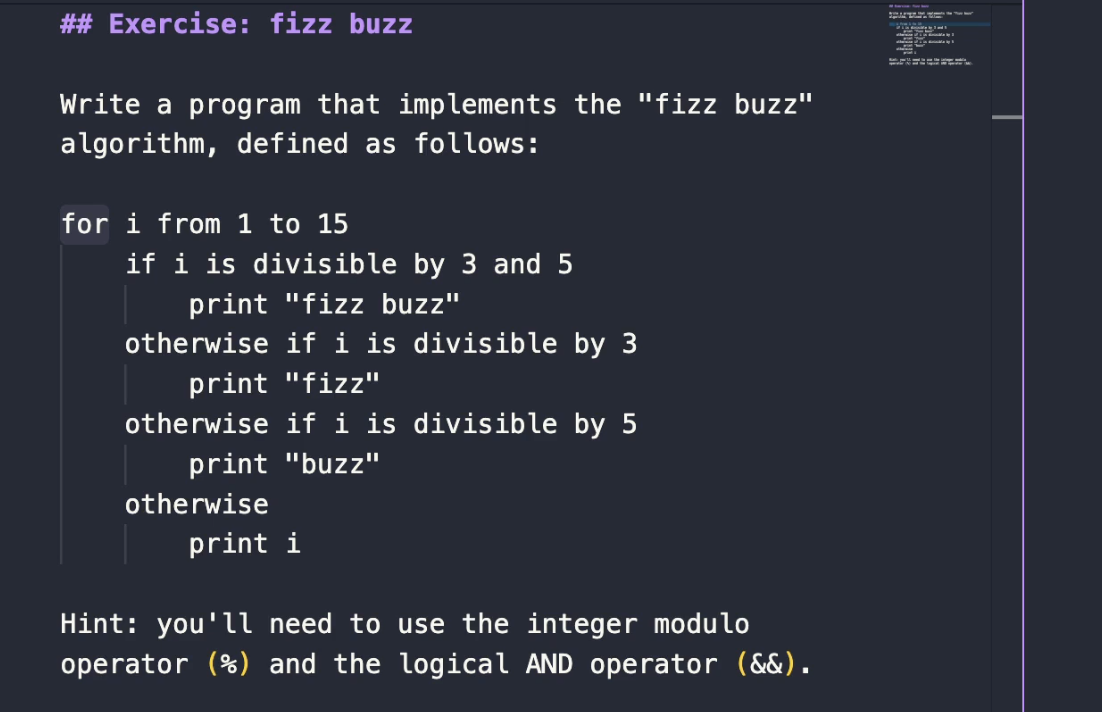 ## Exercise: fizz buzz
Write a program that implements the "fizz buzz"
algorithm, defined as follows:
for i from 1 to 15
if i is divisible by 3 and 5
print "fizz buzz"
otherwise if i is divisible by 3
print "fizz"
otherwise if i is divisible by 5
print "buzz"
otherwise
print i
Hint: you'll need to use the integer modulo
operator (%) and the logical AND operator (&&).